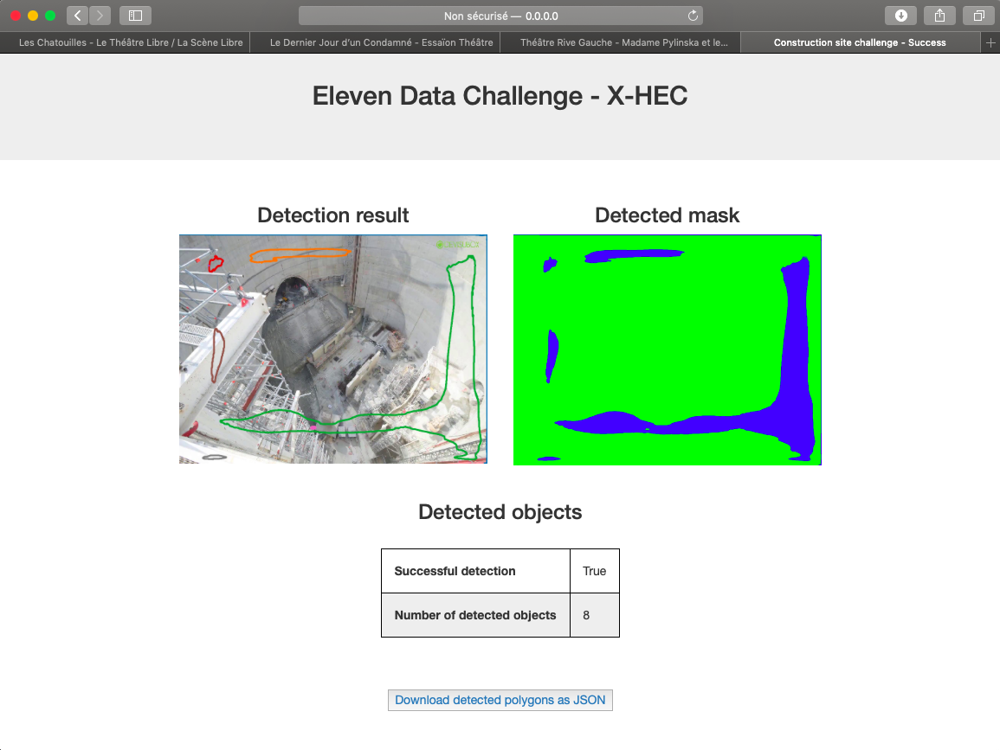 Non sécurisé — 0.0.0.0
Les Chatouilles - Le Théâtre Libre / La Scène Libre
Le Dernier Jour d'un Condamné - Essaïon Théâtre
Théâtre Rive Gauche - Madame Pylinska et le...
Construction site challenge - Success
Eleven Data Challenge - X-HEC
Detection result
Detected mask
Detected objects
Successful detection True
Number of detected objects 8
Download detected polygons as JSON